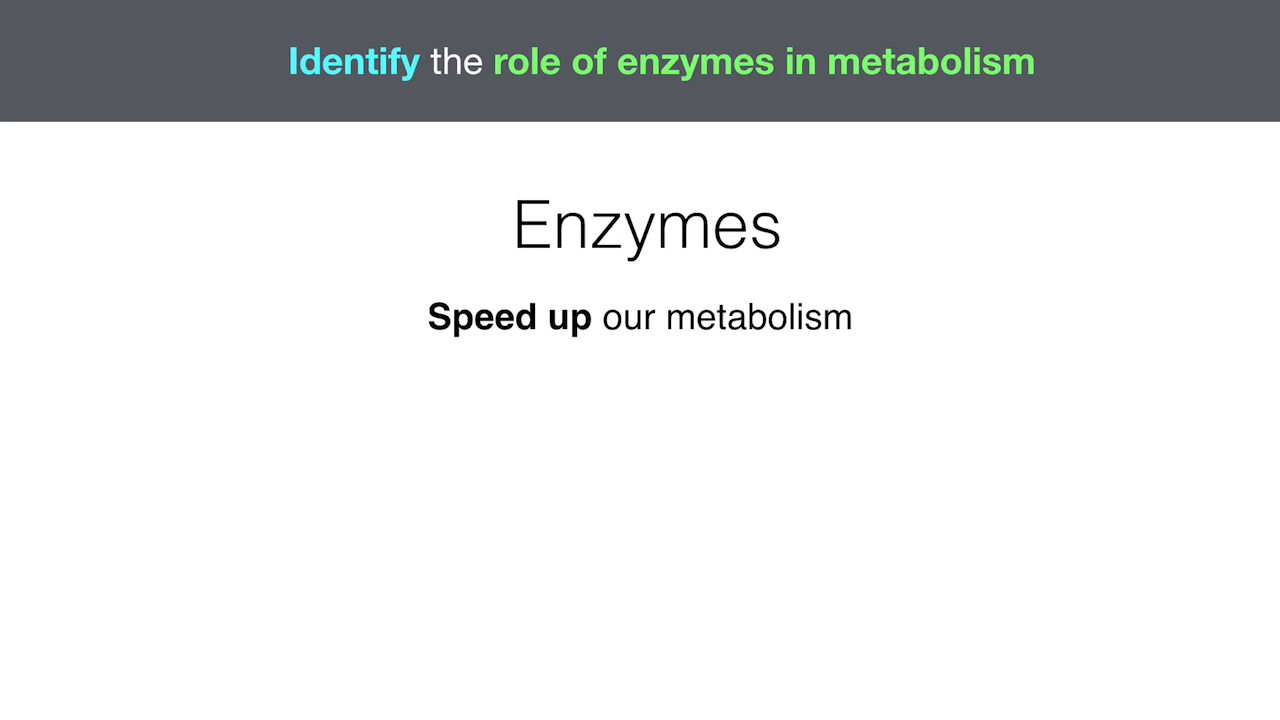 Identify the role of enzymes in metabolism
Enzymes
Speed up our metabolism